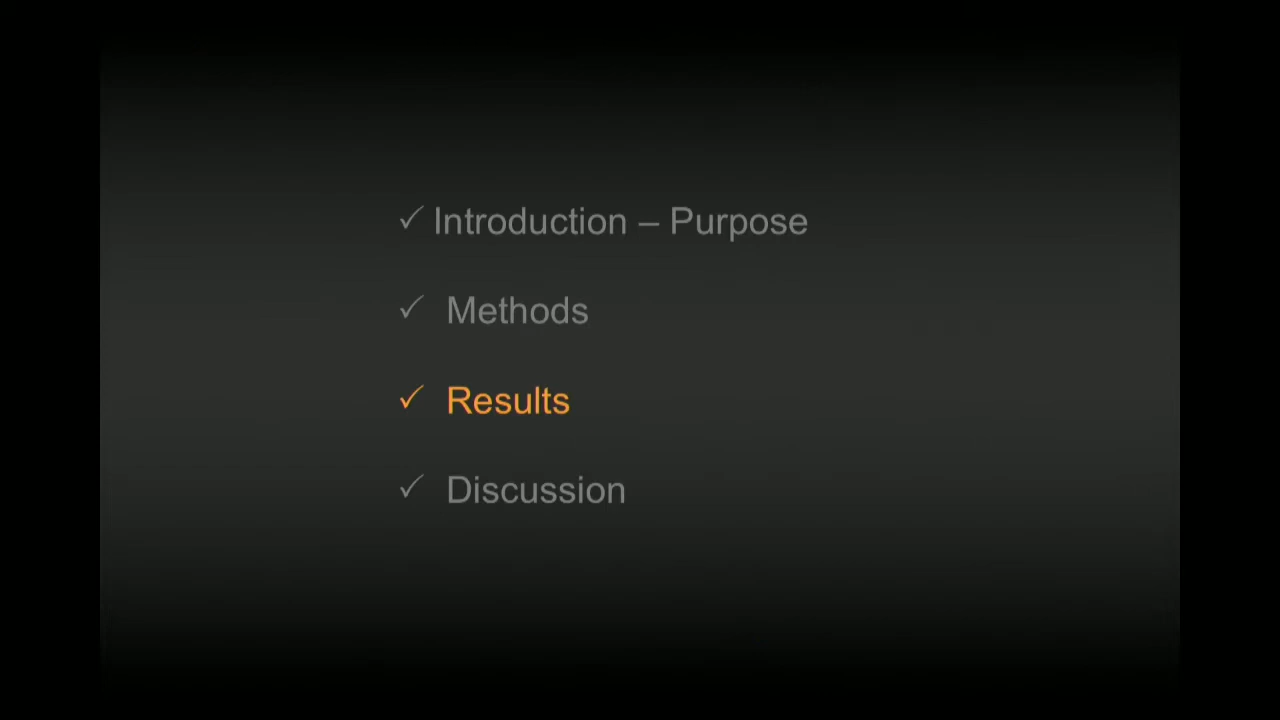 ✓ Introduction – Purpose
✓ Methods
✓ Results
✓ Discussion